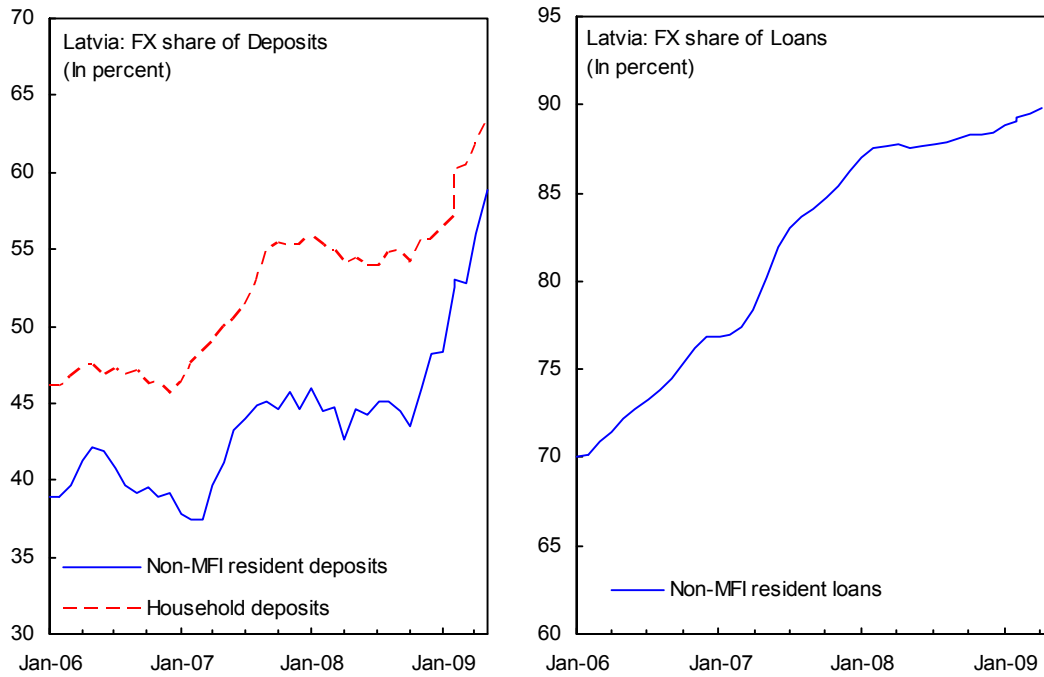 Latvia: FX share of Deposits
(In percent)
70
65
60
55
50
45
40
35
30
Non-MFI resident deposits
Household deposits
Jan-06 Jan-07 Jan-08 Jan-09
Latvia: FX share of Loans
(In percent)
95
90
85
80
75
70
65
60
Non-MFI resident loans
Jan-06 Jan-07 Jan-08 Jan-09